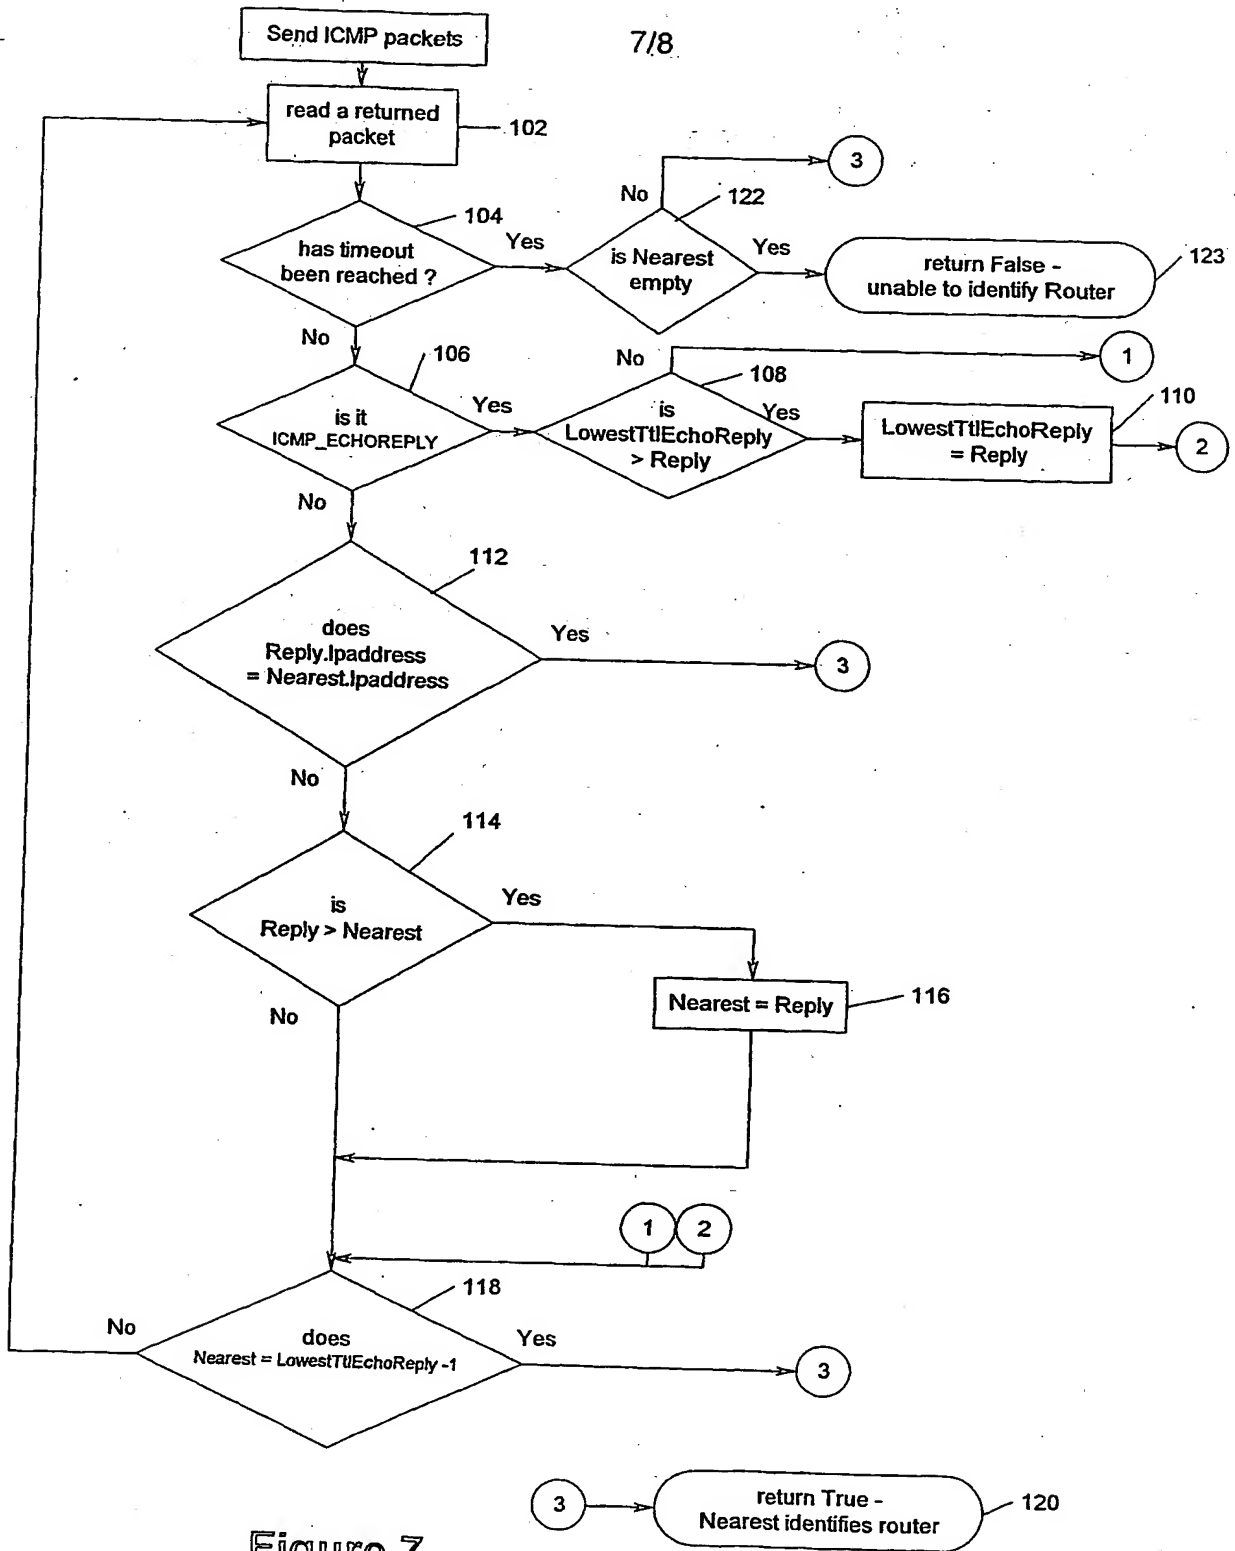 7/8
Send ICMP packets
read a returned
packet
102
3
No
122
104
has timeout
been reached ?
Yes
is Nearest
empty
Yes
return False -
unable to identify Router
123
No
106
No
1
108
is it
ICMP_ECHOREPLY
Yes
is
LowestTtlEchoReply
> Reply
Yes
110
LowestTtlEchoReply
= Reply
2
No
112
does
Reply.Ipaddress
= Nearest.Ipaddress
Yes
3
No
114
is
Reply > Nearest
Yes
Nearest = Reply
116
No
1
2
118
No
does
Nearest = LowestTtlEchoReply -1
Yes
3
3
return True -
Nearest identifies router
120
Figure 7